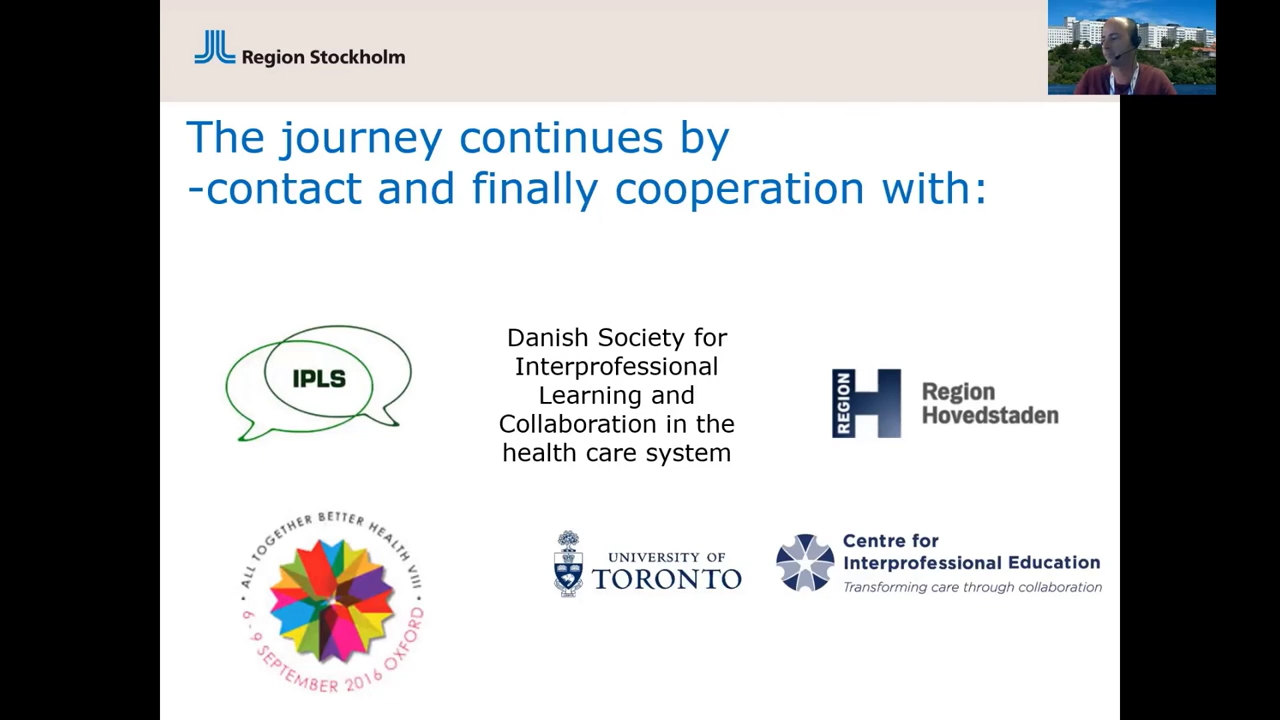 Region Stockholm
The journey continues by
-contact and finally cooperation with:
IPLS
Danish Society for
Interprofessional
Learning and
Collaboration in the
health care system
REGION
H
Region
Hovedstaden
• ALL TOGETHER BETTER HEALTH VIII •
6 - 9 SEPTEMBER 2016 OXFORD
UNIVERSITY OF
TORONTO
Centre for
Interprofessional Education
Transforming care through collaboration